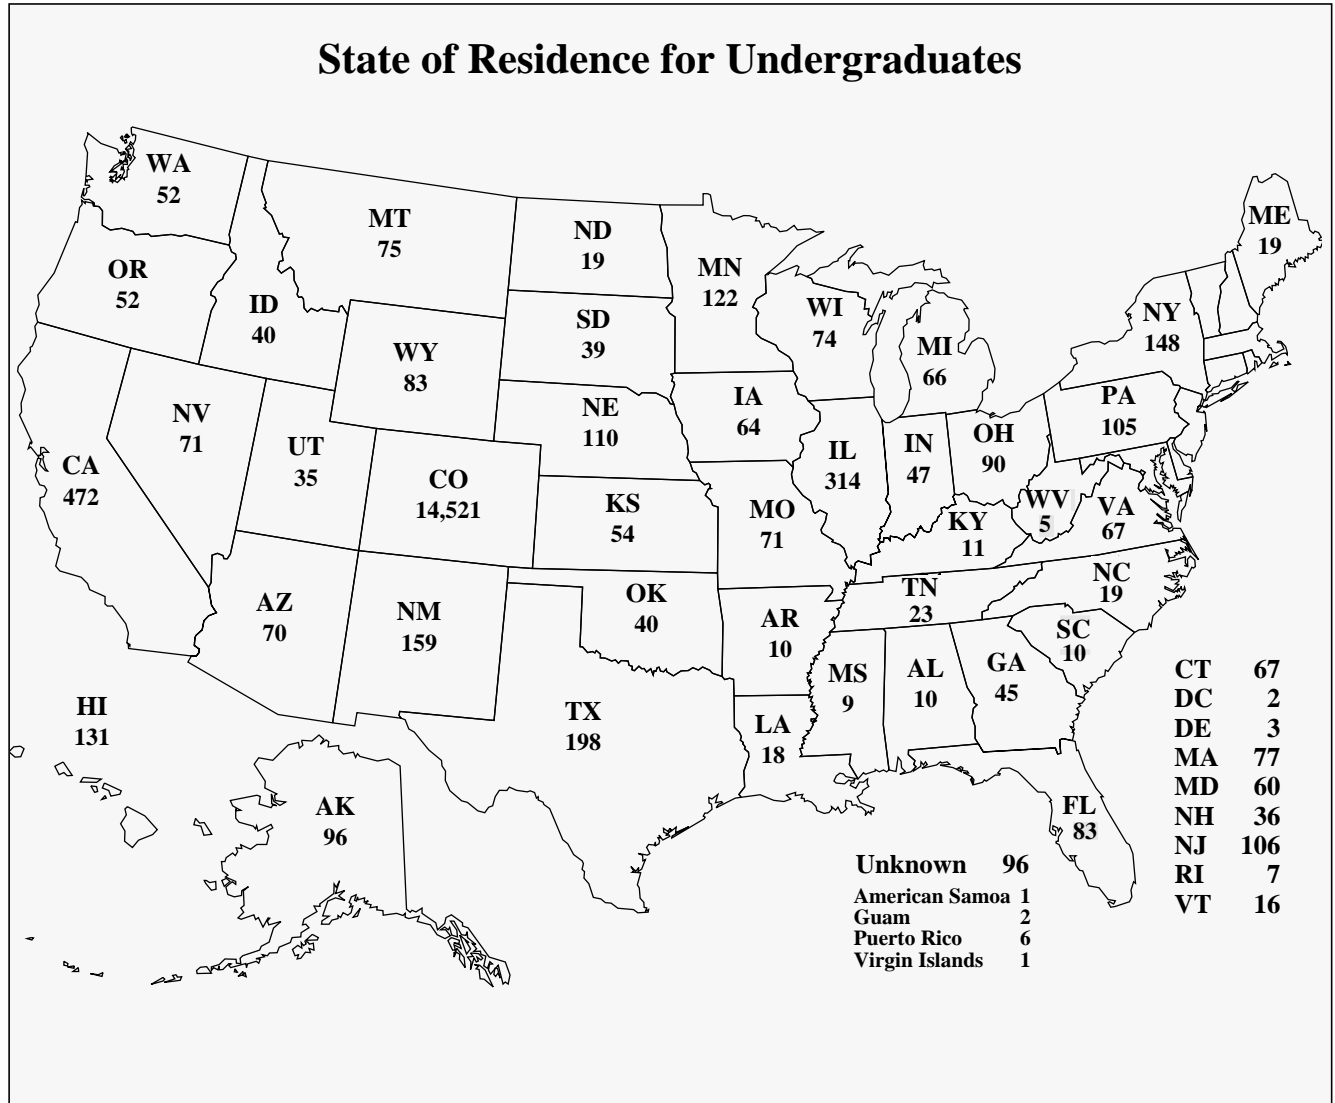 State of Residence for Undergraduates
WA
52
OR
52
ID
40
MT
75
ND
19
MN
122
SD
39
WI
74
MI
66
NY
148
ME
19
WY
83
NV
71
UT
35
CA
472
CO
14,521
NE
110
IA
64
IL
314
IN
47
OH
90
PA
105
KS
54
MO
71
KY
11
WV
5
VA
67
AZ
70
NM
159
OK
40
AR
10
TN
23
NC
19
SC
10
MS
9
AL
10
GA
45
TX
198
LA
18
FL
83
HI
131
AK
96
CT 67
DC 2
DE 3
MA 77
MD 60
NH 36
NJ 106
RI 7
VT 16
Unknown 96
American Samoa 1
Guam 2
Puerto Rico 6
Virgin Islands 1